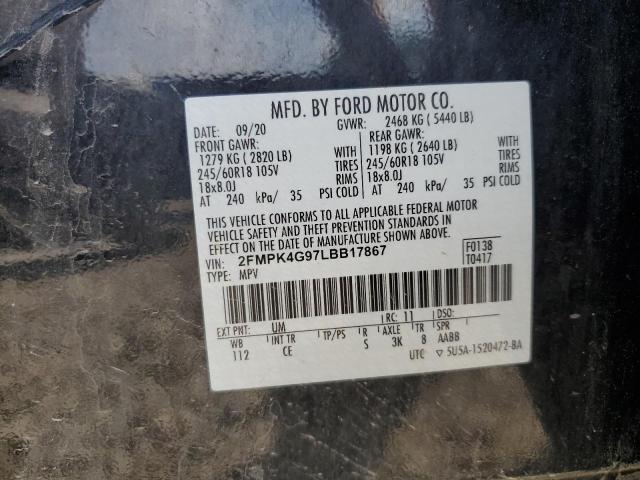 MFD. BY FORD MOTOR CO.
DATE: 09/20 GVWR: 2468 KG ( 5440 LB)
FRONT GAWR: REAR GAWR:
1279 KG ( 2820 LB) WITH 1198 KG ( 2640 LB) WITH
245/60R18 105V TIRES 245/60R18 105V TIRES
18x8.0J RIMS 18x8.0J RIMS
AT 240 kPa/ 35 PSI COLD AT 240 kPa/ 35 PSI COLD
THIS VEHICLE CONFORMS TO ALL APPLICABLE FEDERAL MOTOR
VEHICLE SAFETY AND THEFT PREVENTION STANDARDS IN
EFFECT ON THE DATE OF MANUFACTURE SHOWN ABOVE.
VIN: 2FMPK4G97LBB17867 F0138
TYPE: MPV T0417
EXT PNT: UM RC: 11 DSO:
WB INT TR TP/PS R AXLE TR SPR
112 CE S 3K 8 AABB
UTC ▽ 5U5A-1520472-BA